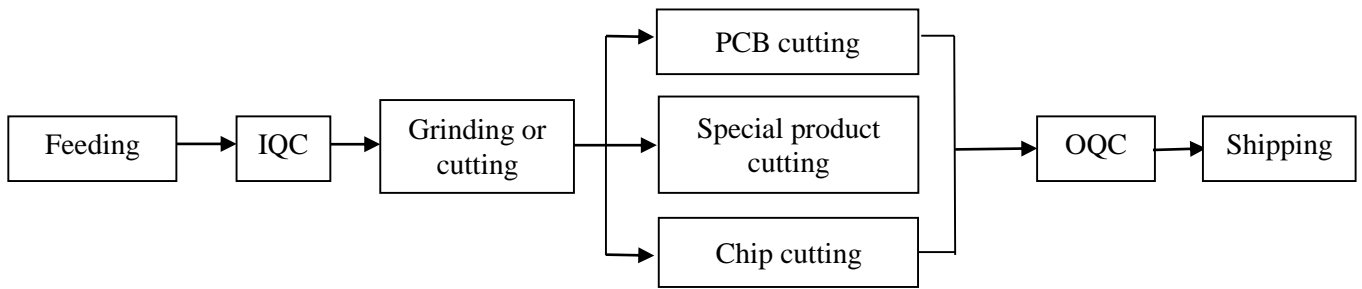 Feeding
IQC
Grinding or
cutting
PCB cutting
Special product
cutting
Chip cutting
OQC
Shipping